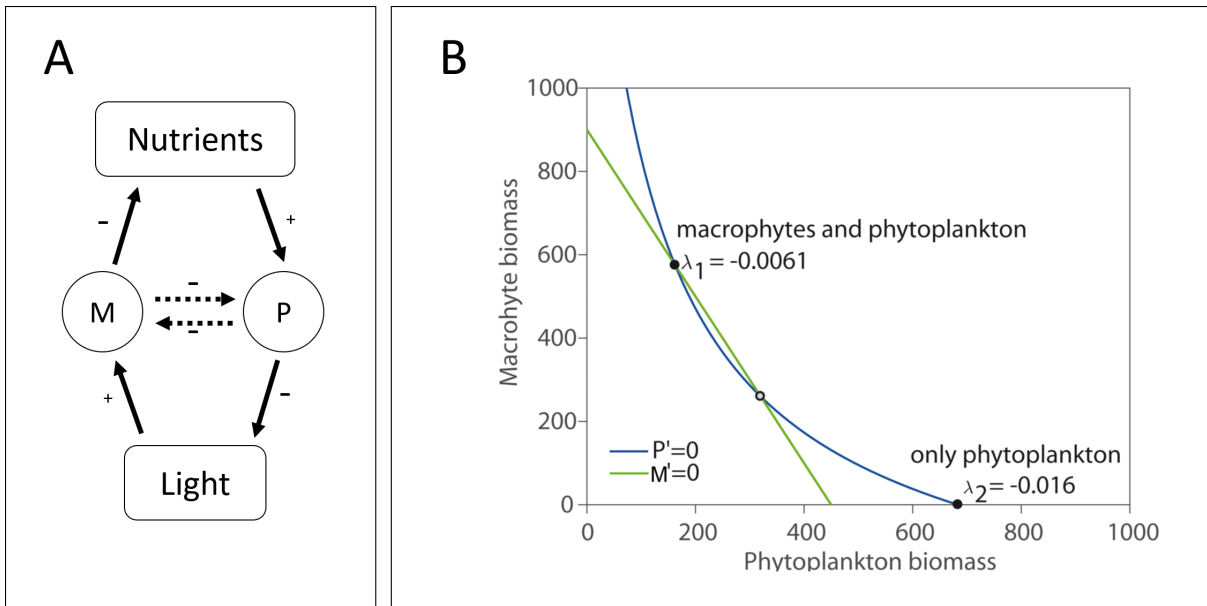 A
Nutrients
-
+
M
-
P
-
+
-
Light
B
1000
800
600
400
200
0
Macrohyte biomass
macrophytes and phytoplankton
λ1 = -0.0061
P'=0
M'=0
only phytoplankton
λ2 = -0.016
0
200
400
600
800
1000
Phytoplankton biomass